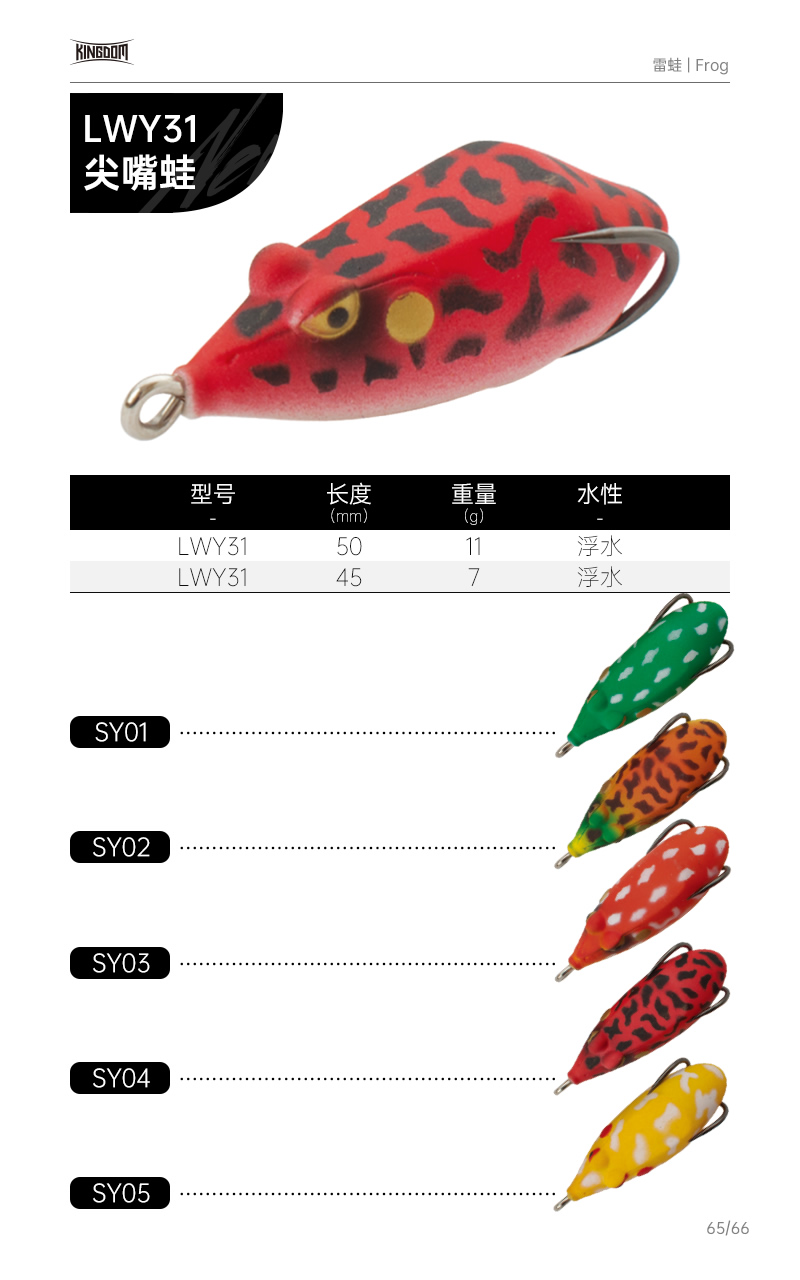 KINGDOM
雷蛙 | Frog
LWY31
尖嘴蛙
型号 长度 重量 水性
- (mm) (g) -
LWY31 50 11 浮水
LWY31 45 7 浮水
SY01
SY02
SY03
SY04
SY05
65/66